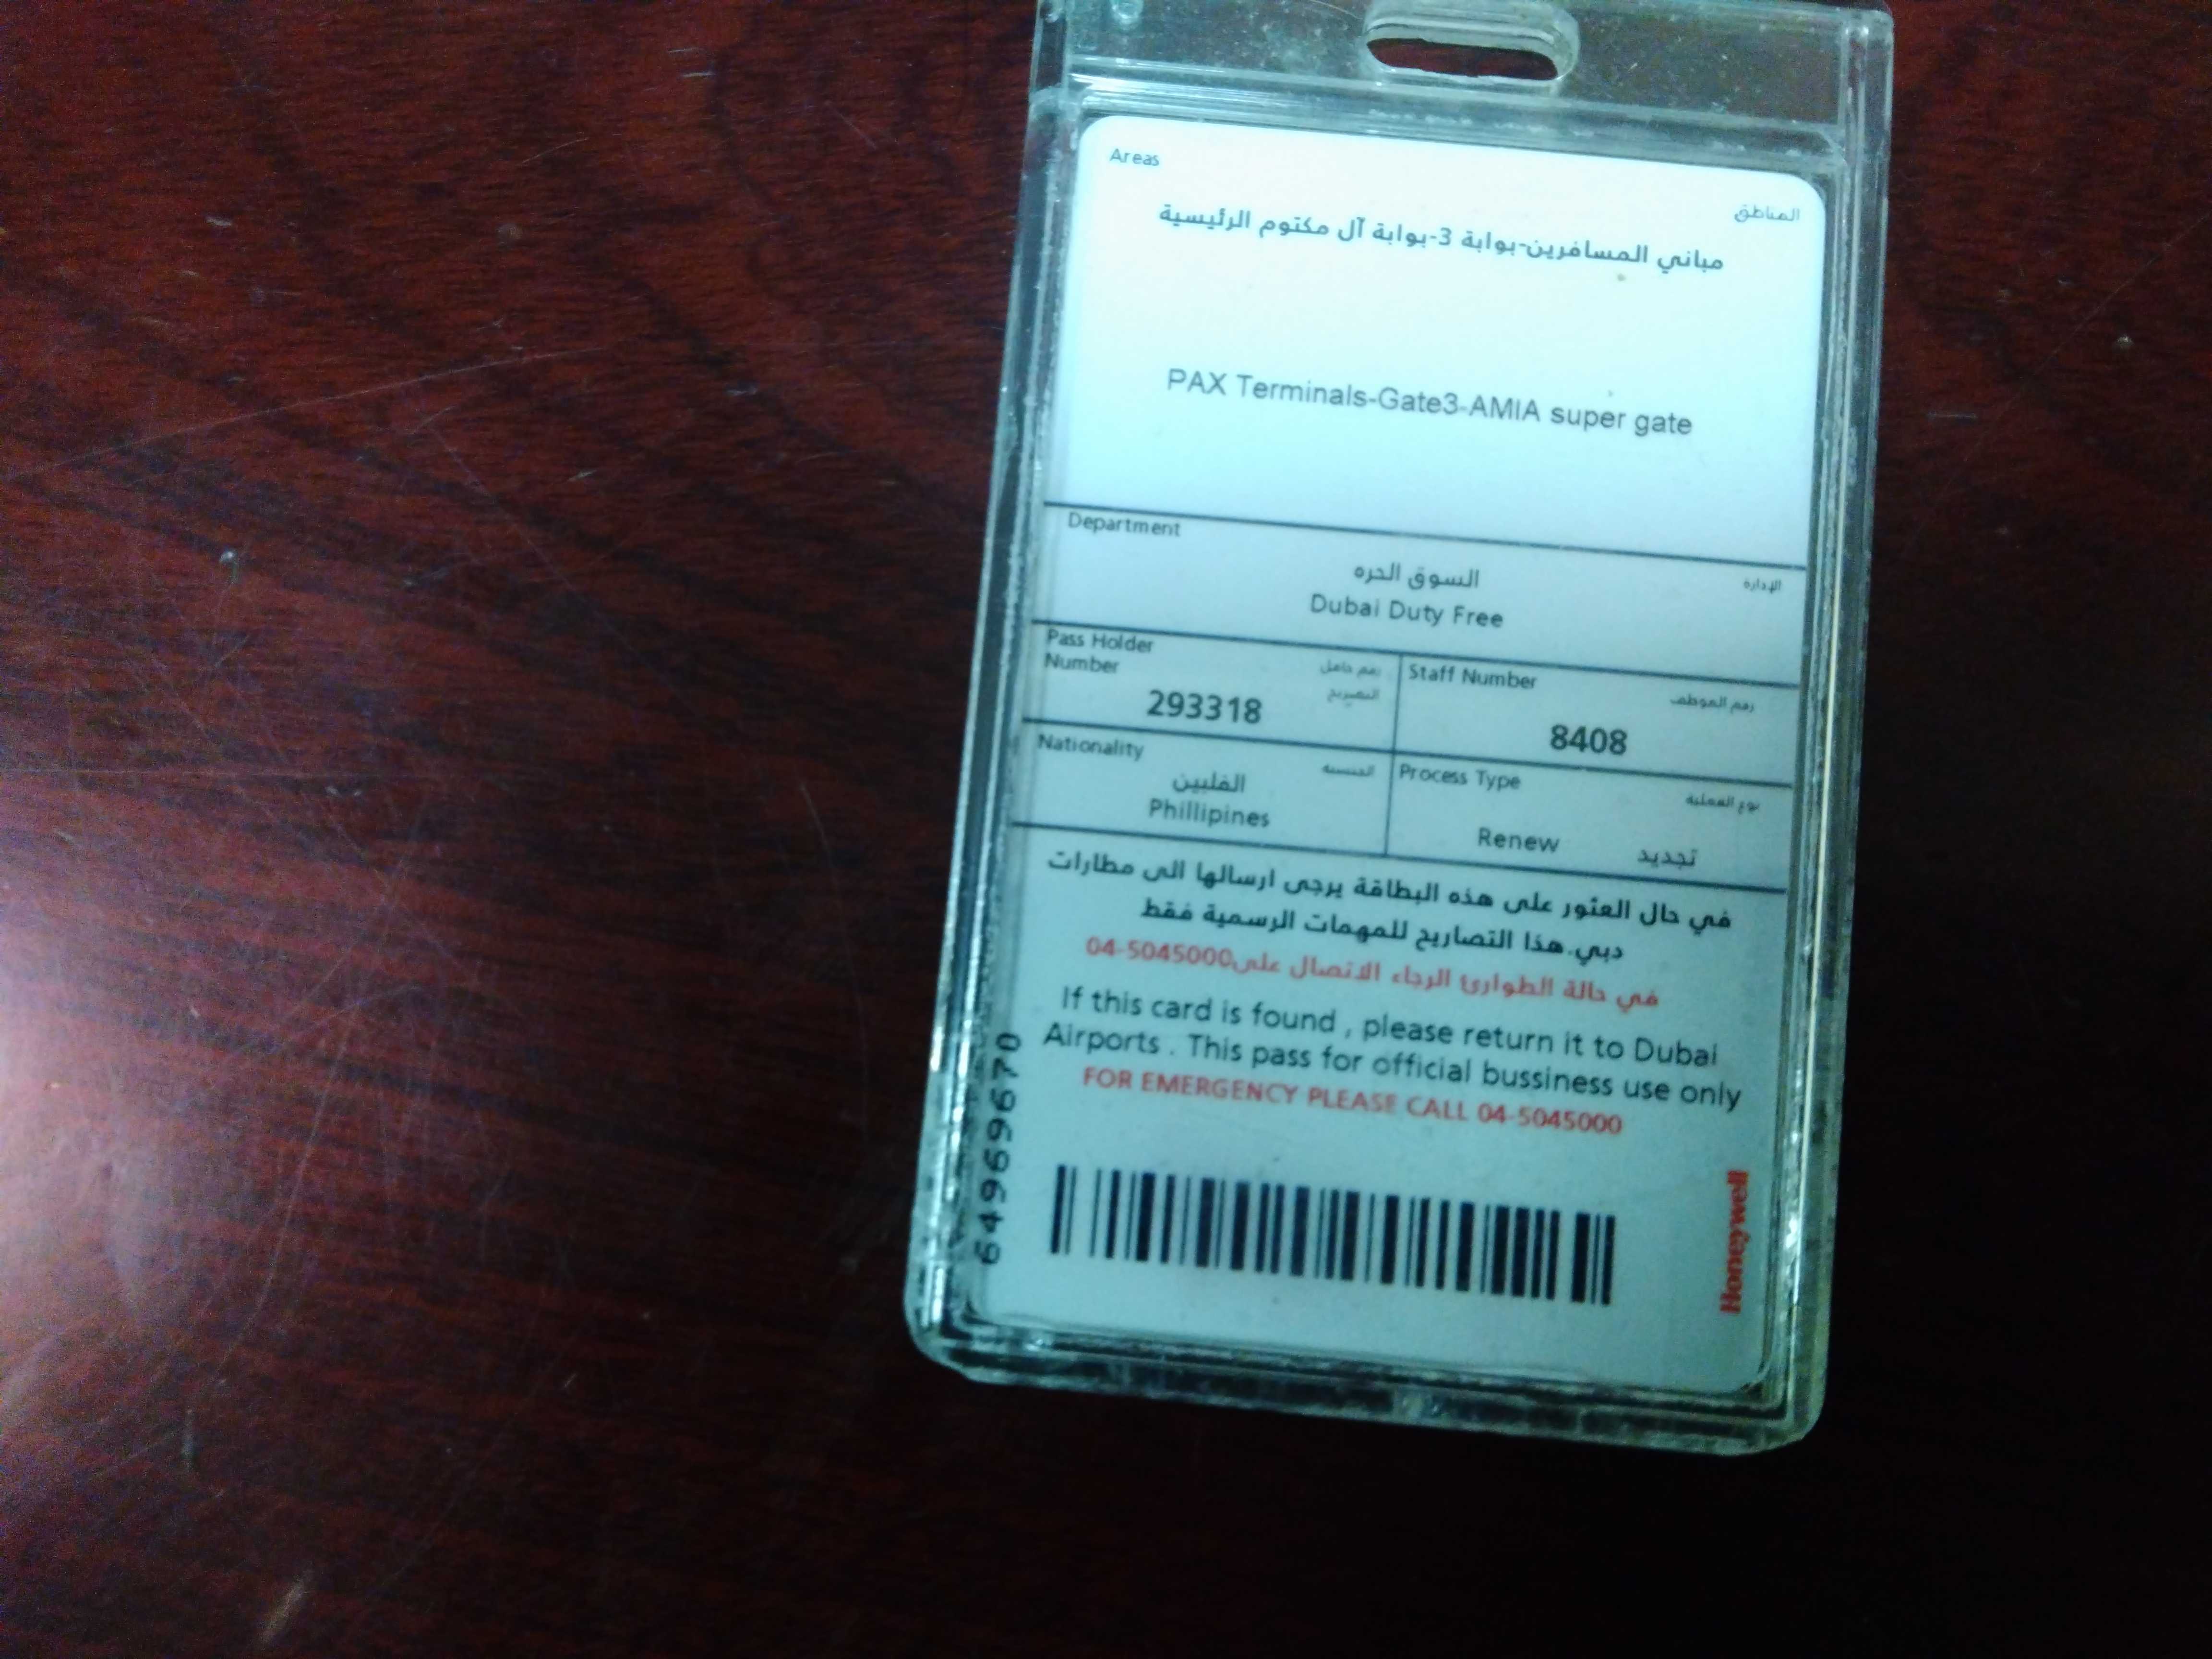 Areas
المناطق
مباني المسافرين-بوابة 3-بوابة آل مكتوم الرئيسية
PAX Terminals-Gate3-AMIA super gate
Department
الإدارة
السوق الحره
Dubai Duty Free
Pass Holder
Number
رقم حامل
التصريح
293318
Staff Number
رقم الموظف
8408
Nationality
الجنسية
الفلبين
Phillipines
Process Type
نوع العملية
Renew تجديد
في حال العثور على هذه البطاقة يرجى ارسالها الى مطارات
دبي.هذا التصاريح للمهمات الرسمية فقط
في حالة الطوارئ الرجاء الاتصال على04-5045000
If this card is found , please return it to Dubai
Airports . This pass for official bussiness use only
FOR EMERGENCY PLEASE CALL 04-5045000
64969670
Honeywell